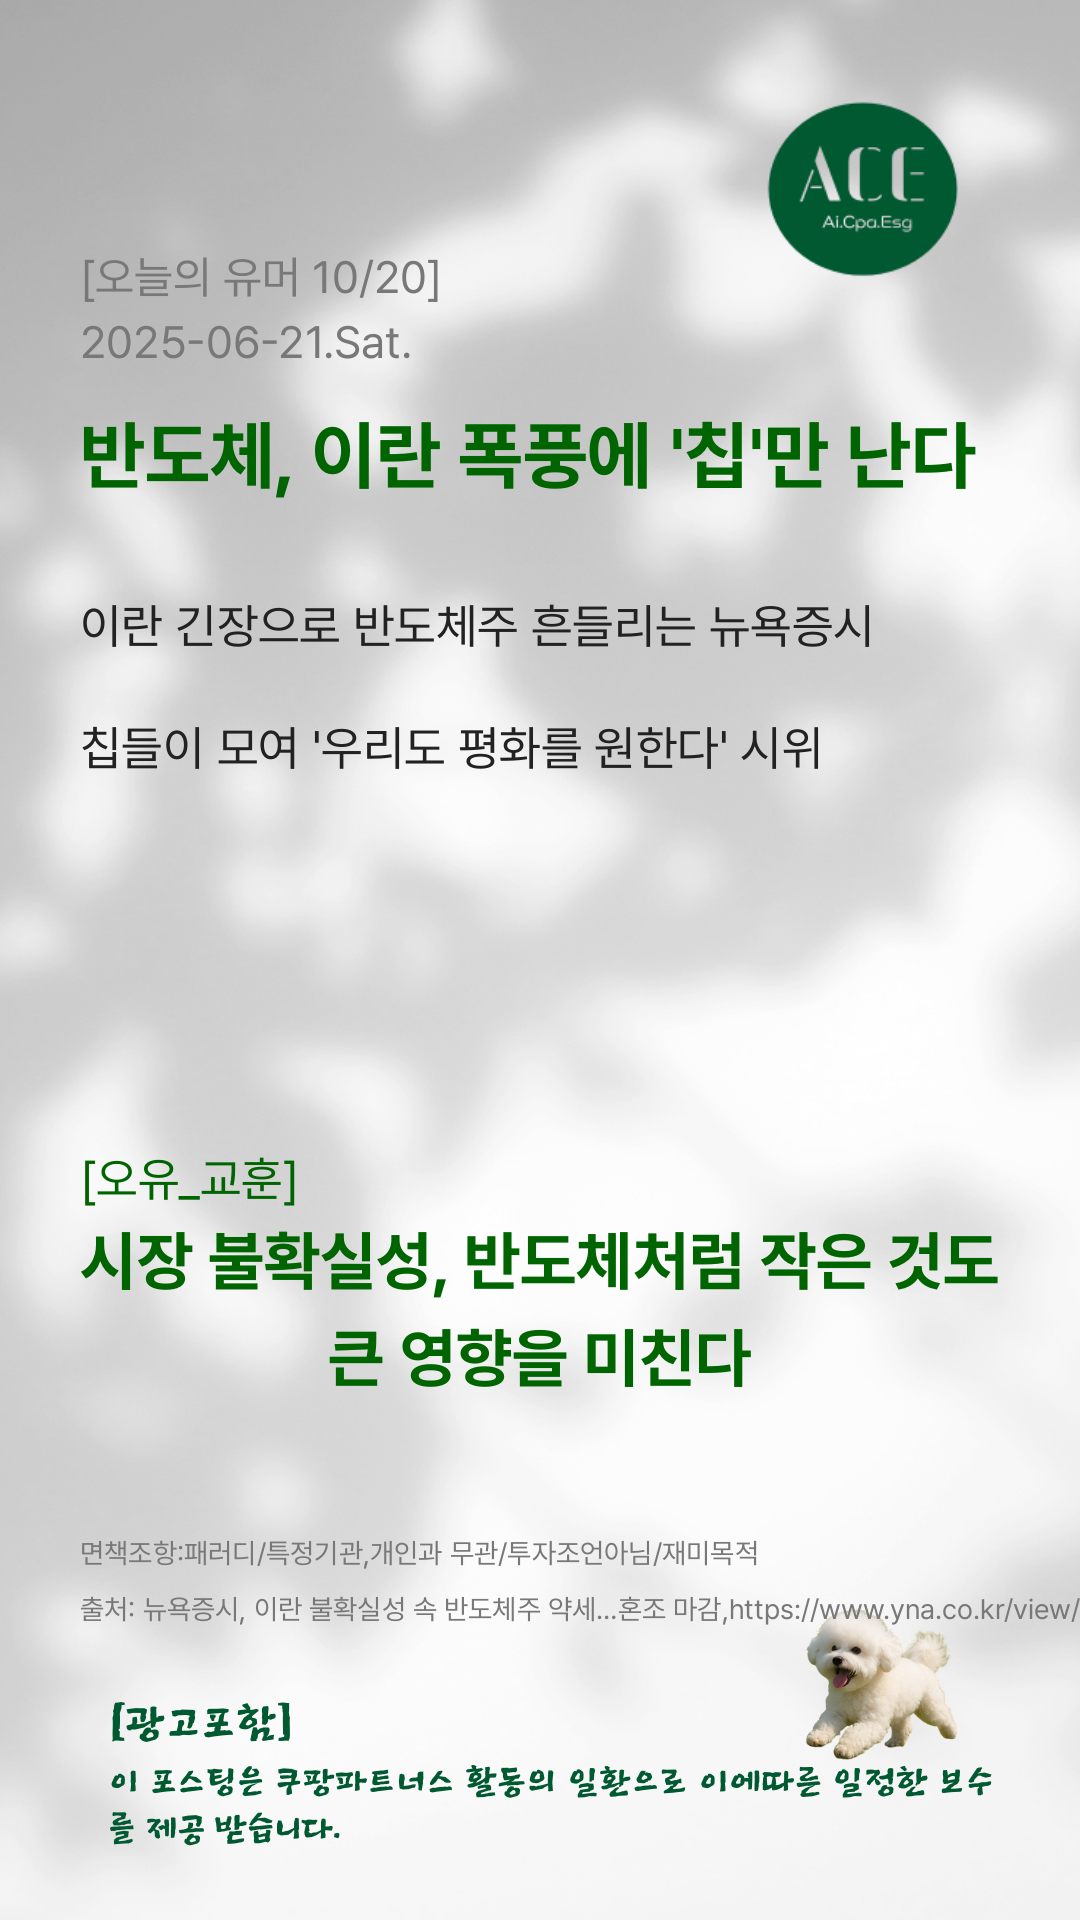 ACE
Ai.Cpa.Esg
[오늘의 유머 10/20]
2025-06-21.Sat.
반도체, 이란 폭풍에 '칩'만 난다
이란 긴장으로 반도체주 흔들리는 뉴욕증시
칩들이 모여 '우리도 평화를 원한다' 시위
[오유_교훈]
시장 불확실성, 반도체처럼 작은 것도
큰 영향을 미친다
면책조항:패러디/특정기관,개인과 무관/투자조언아님/재미목적
출처: 뉴욕증시, 이란 불확실성 속 반도체주 약세...혼조 마감,https://www.yna.co.kr/view/
[광고포함]
이 포스팅은 쿠팡파트너스 활동의 일환으로 이에따른 일정한 보수
를 제공 받습니다.